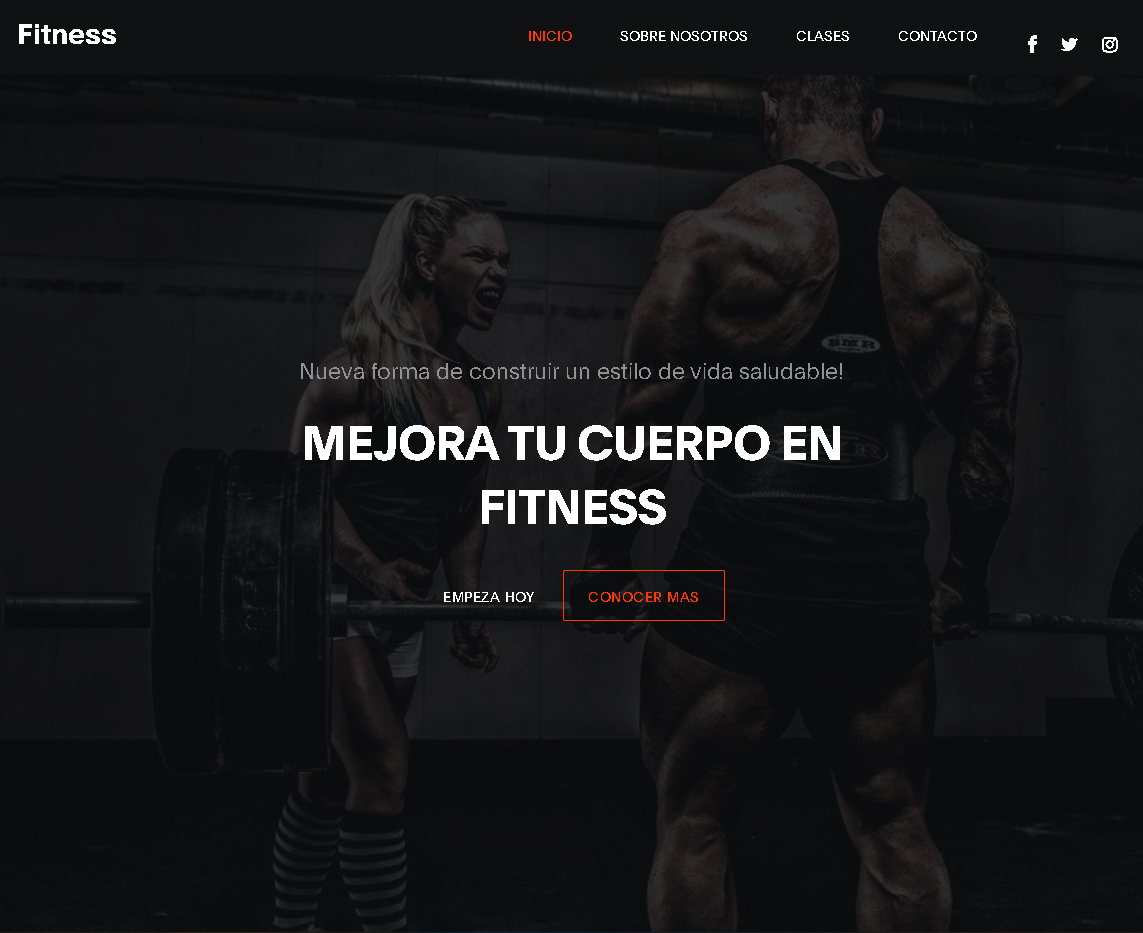 Fitness
INICIO SOBRE NOSOTROS CLASES CONTACTO
BMR
Nueva forma de construir un estilo de vida saludable!
MEJORA TU CUERPO EN
FITNESS
EMPEZA HOY CONOCER MAS